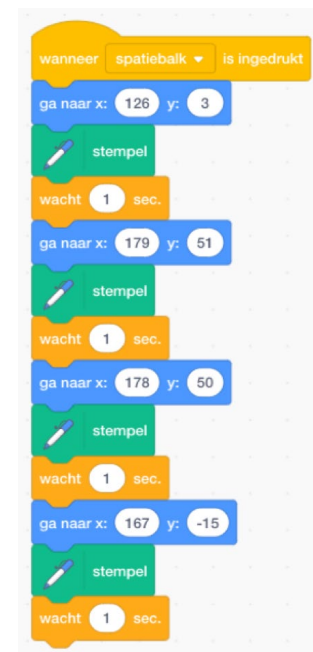 wanneer spatiebalk is ingedrukt
ga naar x: 126 y: 3
stempel
wacht 1 sec.
ga naar x: 179 y: 51
stempel
wacht 1 sec.
ga naar x: 178 y: 50
stempel
wacht 1 sec.
ga naar x: 167 y: -15
stempel
wacht 1 sec.